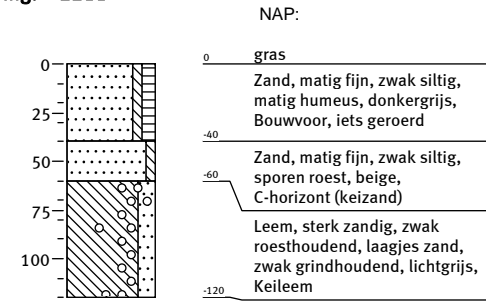 NAP:
0
gras
0
Zand, matig fijn, zwak siltig,
matig humeus, donkergrijs,
Bouwvoor, iets geroerd
25
-40
50
Zand, matig fijn, zwak siltig,
sporen roest, beige,
C-horizont (keizand)
-60
75
Leem, sterk zandig, zwak
roesthoudend, laagjes zand,
zwak grindhoudend, lichtgrijs,
Keileem
100
-120